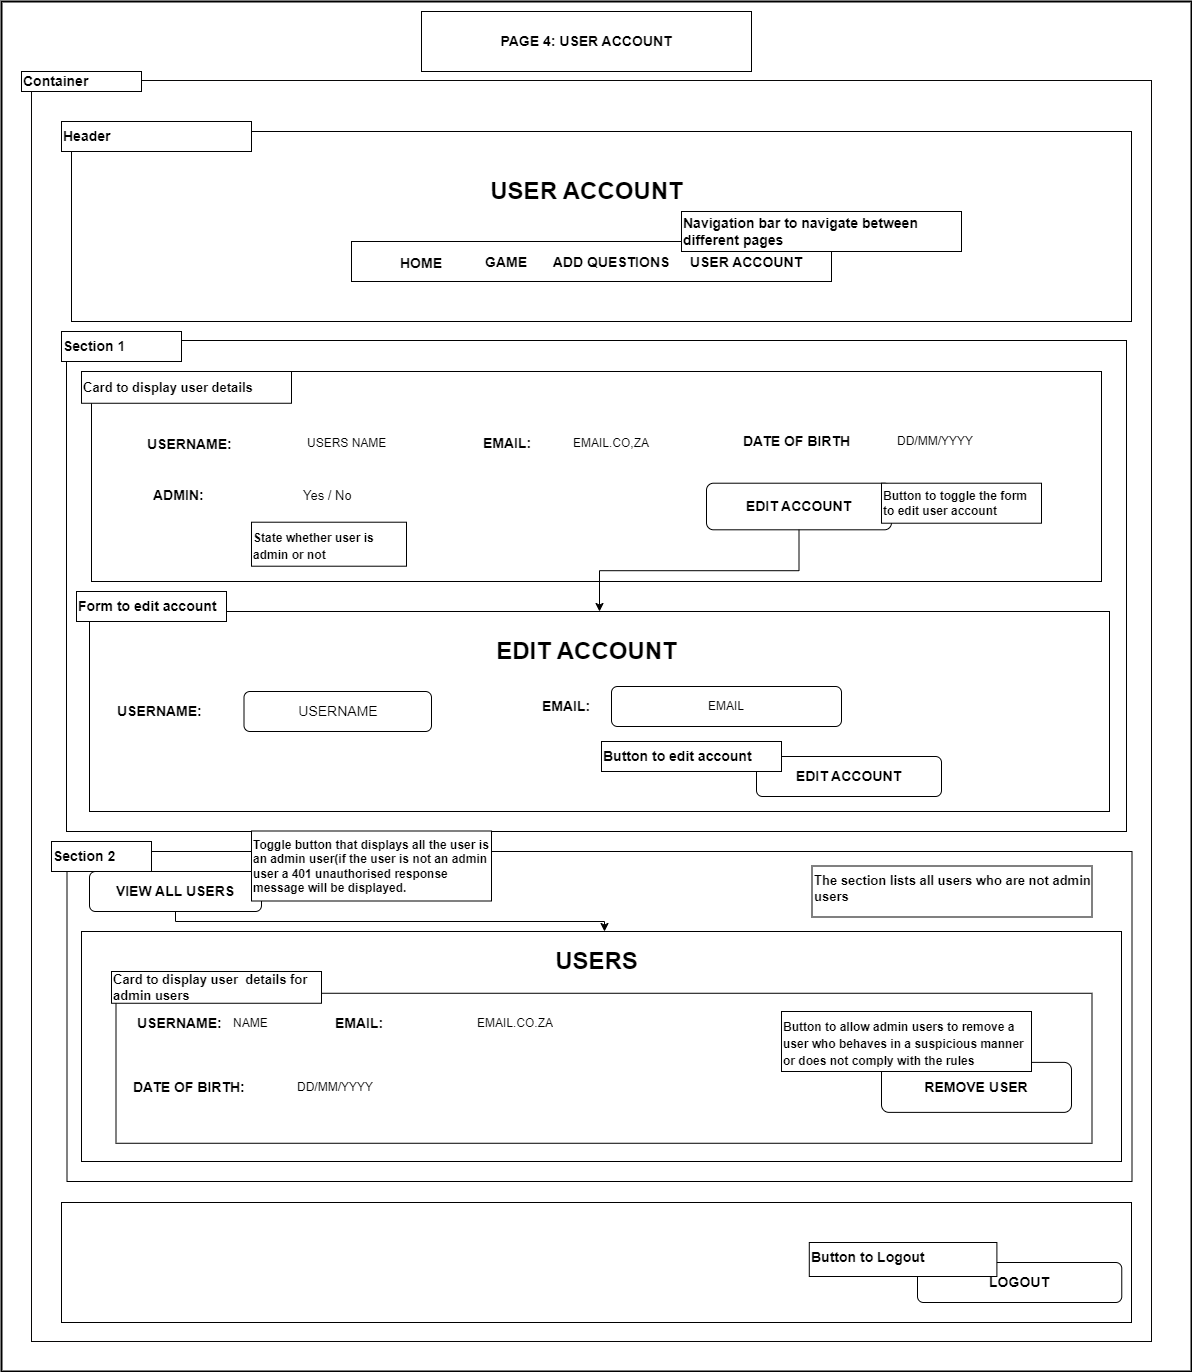 PAGE 4: USER ACCOUNT
Container
Header
USER ACCOUNT
Navigation bar to navigate between
different pages
HOME GAME ADD QUESTIONS USER ACCOUNT
Section 1
Card to display user details
USERNAME: USERS NAME EMAIL: EMAIL.CO,ZA DATE OF BIRTH DD/MM/YYYY
ADMIN: Yes / No
EDIT ACCOUNT
Button to toggle the form
to edit user account
State whether user is
admin or not
Form to edit account
EDIT ACCOUNT
USERNAME: USERNAME EMAIL: EMAIL
Button to edit account
EDIT ACCOUNT
Section 2
Toggle button that displays all the user is
an admin user(if the user is not an admin
user a 401 unauthorised response
message will be displayed.
VIEW ALL USERS
The section lists all users who are not admin
users
USERS
Card to display user details for
admin users
USERNAME: NAME EMAIL: EMAIL.CO.ZA
Button to allow admin users to remove a
user who behaves in a suspicious manner
or does not comply with the rules
DATE OF BIRTH: DD/MM/YYYY
REMOVE USER
Button to Logout
LOGOUT